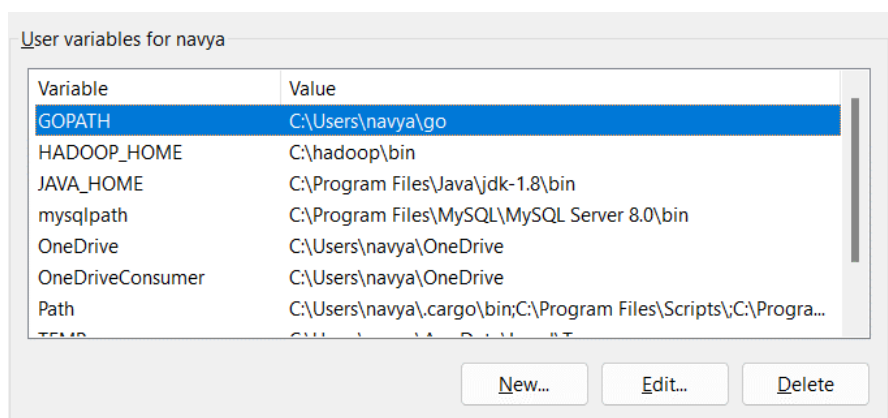 User variables for navya
Variable Value
GOPATH C:\Users\navya\go
HADOOP_HOME C:\hadoop\bin
JAVA_HOME C:\Program Files\Java\jdk-1.8\bin
mysqlpath C:\Program Files\MySQL\MySQL Server 8.0\bin
OneDrive C:\Users\navya\OneDrive
OneDriveConsumer C:\Users\navya\OneDrive
Path C:\Users\navya\.cargo\bin;C:\Program Files\Scripts\;C:\Progra...
New... Edit... Delete